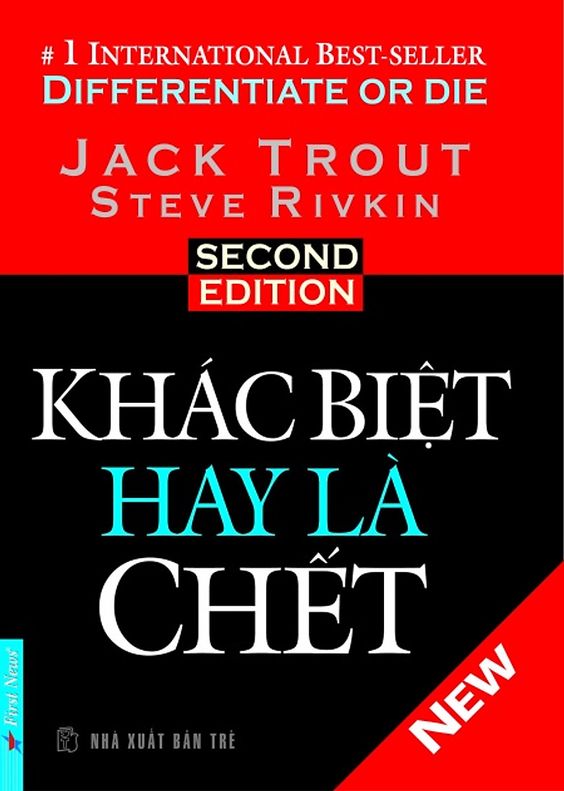 # 1 INTERNATIONAL BEST-SELLER
DIFFERENTIATE OR DIE
JACK TROUT
STEVE RIVKIN
SECOND
EDITION
KHÁC BIỆT
HAY LÀ
CHẾT
NEW
First News
NHÀ XUẤT BẢN TRẺ